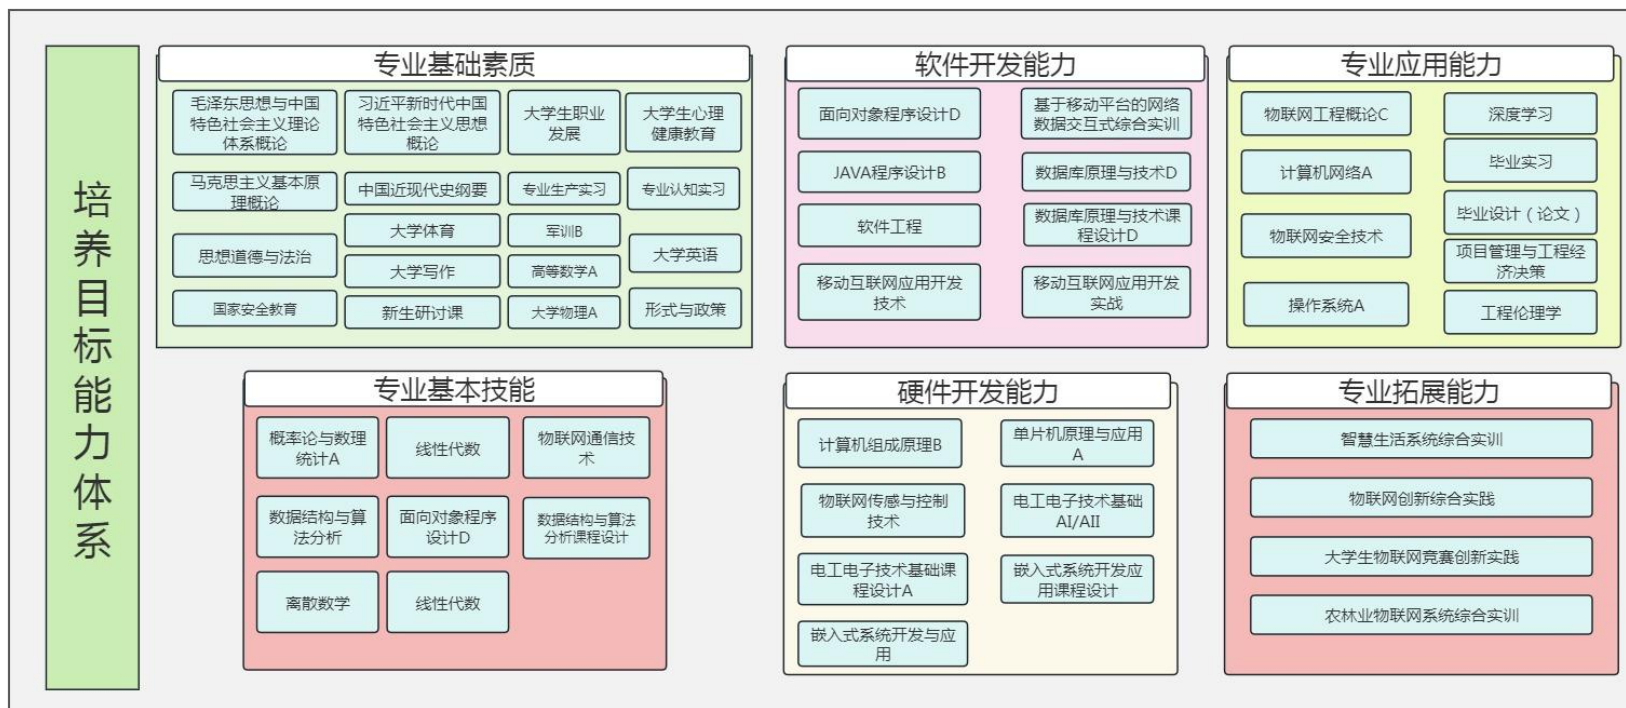 培养目标能力体系
专业基础素质
毛泽东思想与中国
特色社会主义理论
体系概论
习近平新时代中国
特色社会主义思想
概论
大学生职业
发展
大学生心理
健康教育
马克思主义基本原
理概论
中国近现代史纲要
专业生产实习
专业认知实习
大学体育
军训B
思想道德与法治
大学英语
大学写作
高等数学A
国家安全教育
新生研讨课
大学物理A
形式与政策
软件开发能力
面向对象程序设计D
基于移动平台的网络
数据交互式综合实训
JAVA程序设计B
数据库原理与技术D
软件工程
数据库原理与技术课
程设计D
移动互联网应用开发
技术
移动互联网应用开发
实战
专业应用能力
物联网工程概论C
深度学习
计算机网络A
毕业实习
毕业设计（论文）
物联网安全技术
项目管理与工程经
济决策
操作系统A
工程伦理学
专业基本技能
概率论与数理
统计A
线性代数
物联网通信技
术
数据结构与算
法分析
面向对象程序
设计D
数据结构与算法
分析课程设计
离散数学
线性代数
硬件开发能力
计算机组成原理B
单片机原理与应用
A
物联网传感与控制
技术
电工电子技术基础
AI/AII
电工电子技术基础课
程设计A
嵌入式系统开发应
用课程设计
嵌入式系统开发与应
用
专业拓展能力
智慧生活系统综合实训
物联网创新综合实践
大学生物联网竞赛创新实践
农林业物联网系统综合实训